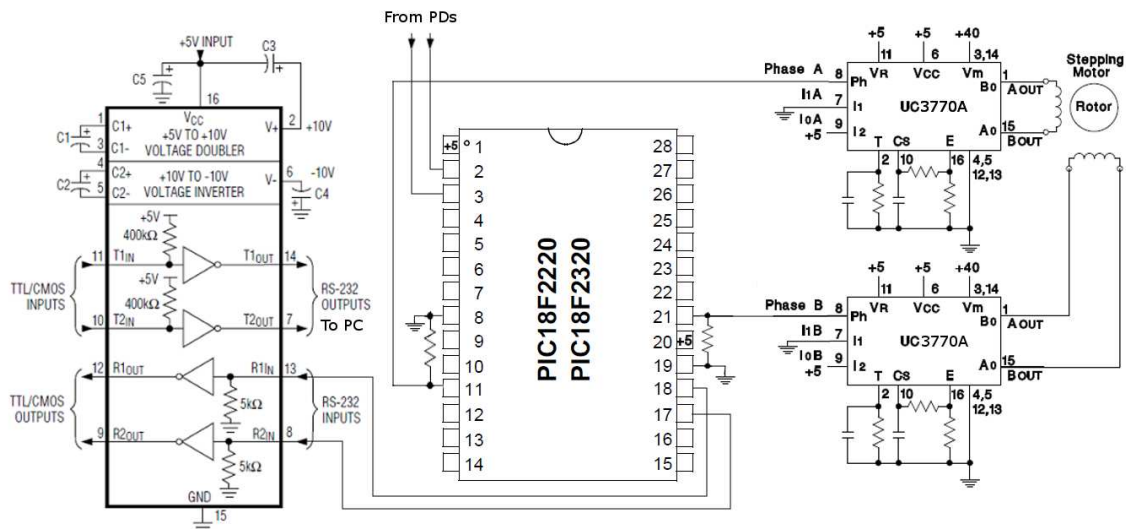 From PDs
+5V INPUT
C3
C5
16
VCC
1
C1+
+5V TO +10V
VOLTAGE DOUBLER
V+
2
+10V
C1
3
C1-
4
C2+
+10V TO -10V
VOLTAGE INVERTER
V-
6
-10V
C2
5
C2-
C4
+5V
400kΩ
11
T1IN
T1OUT
14
+5V
TTL/CMOS
INPUTS
400kΩ
RS-232
OUTPUTS
10
T2IN
T2OUT
7
To PC
12
R1OUT
R1IN
13
5kΩ
TTL/CMOS
OUTPUTS
RS-232
INPUTS
9
R2OUT
R2IN
8
5kΩ
GND
15
+5
1
2
3
4
5
6
7
8
9
10
11
12
13
14
PIC18F2220
PIC18F2320
28
27
26
25
24
23
22
21
20
+5
19
18
17
16
15
+5
+5
+40
11
6
3,14
Phase A
8
Ph
VR
VCC
Vm
Stepping
Motor
I1A
7
I1
UC3770A
BO
1
AOUT
Rotor
I0A
+5
9
I2
AO
15
BOUT
T
CS
E
2
10
16
4,5
12,13
+5
+5
+40
11
6
3,14
Phase B
8
Ph
VR
VCC
Vm
I1B
7
I1
UC3770A
BO
1
AOUT
I0B
+5
9
I2
AO
15
BOUT
T
CS
E
2
10
16
4,5
12,13